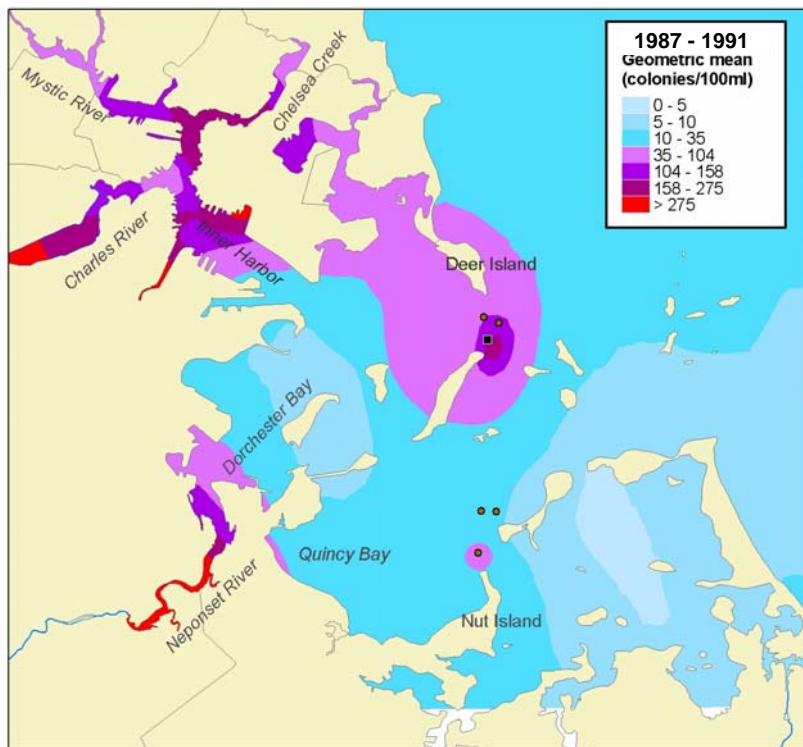 1987 - 1991
Geometric mean
(colonies/100ml)
0 - 5
5 - 10
10 - 35
35 - 104
104 - 158
158 - 275
> 275
Mystic River
Chelsea Creek
Charles River
Inner Harbor
Deer Island
Dorchester Bay
Quincy Bay
Neponset River
Nut Island